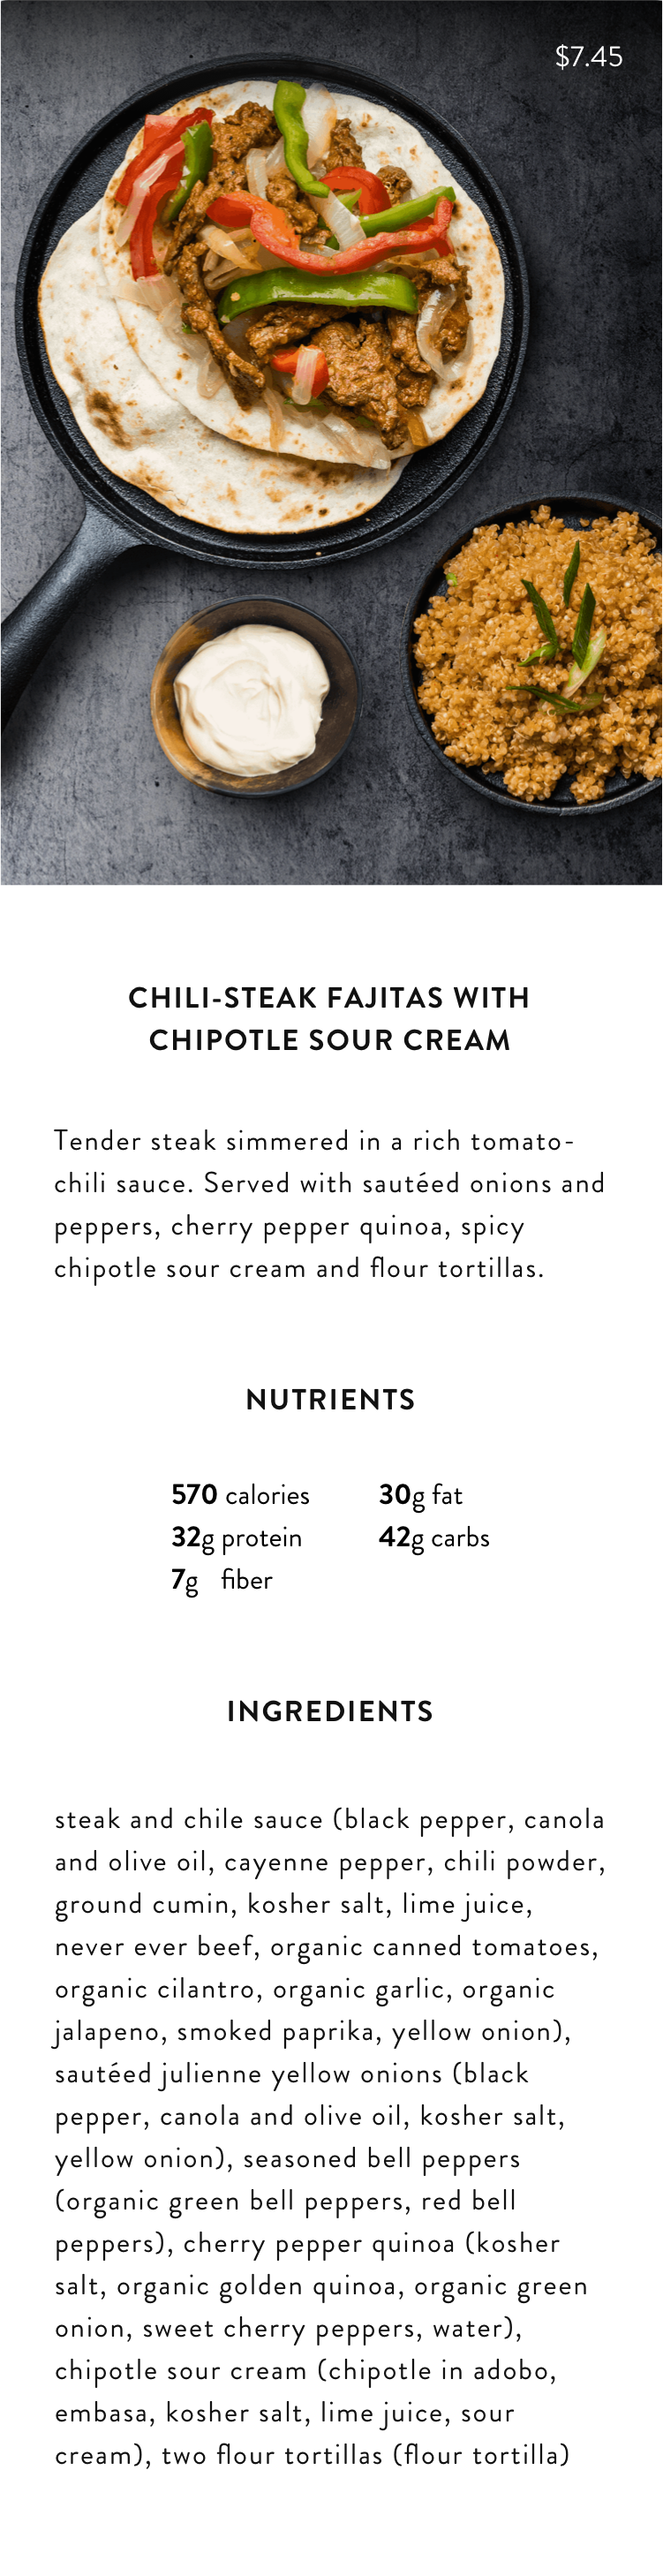 $7.45
CHILI-STEAK FAJITAS WITH
CHIPOTLE SOUR CREAM
Tender steak simmered in a rich tomato-
chili sauce. Served with sautéed onions and
peppers, cherry pepper quinoa, spicy
chipotle sour cream and flour tortillas.
NUTRIENTS
570 calories 30g fat
32g protein 42g carbs
7g fiber
INGREDIENTS
steak and chile sauce (black pepper, canola
and olive oil, cayenne pepper, chili powder,
ground cumin, kosher salt, lime juice,
never ever beef, organic canned tomatoes,
organic cilantro, organic garlic, organic
jalapeno, smoked paprika, yellow onion),
sautéed julienne yellow onions (black
pepper, canola and olive oil, kosher salt,
yellow onion), seasoned bell peppers
(organic green bell peppers, red bell
peppers), cherry pepper quinoa (kosher
salt, organic golden quinoa, organic green
onion, sweet cherry peppers, water),
chipotle sour cream (chipotle in adobo,
embasa, kosher salt, lime juice, sour
cream), two flour tortillas (flour tortilla)